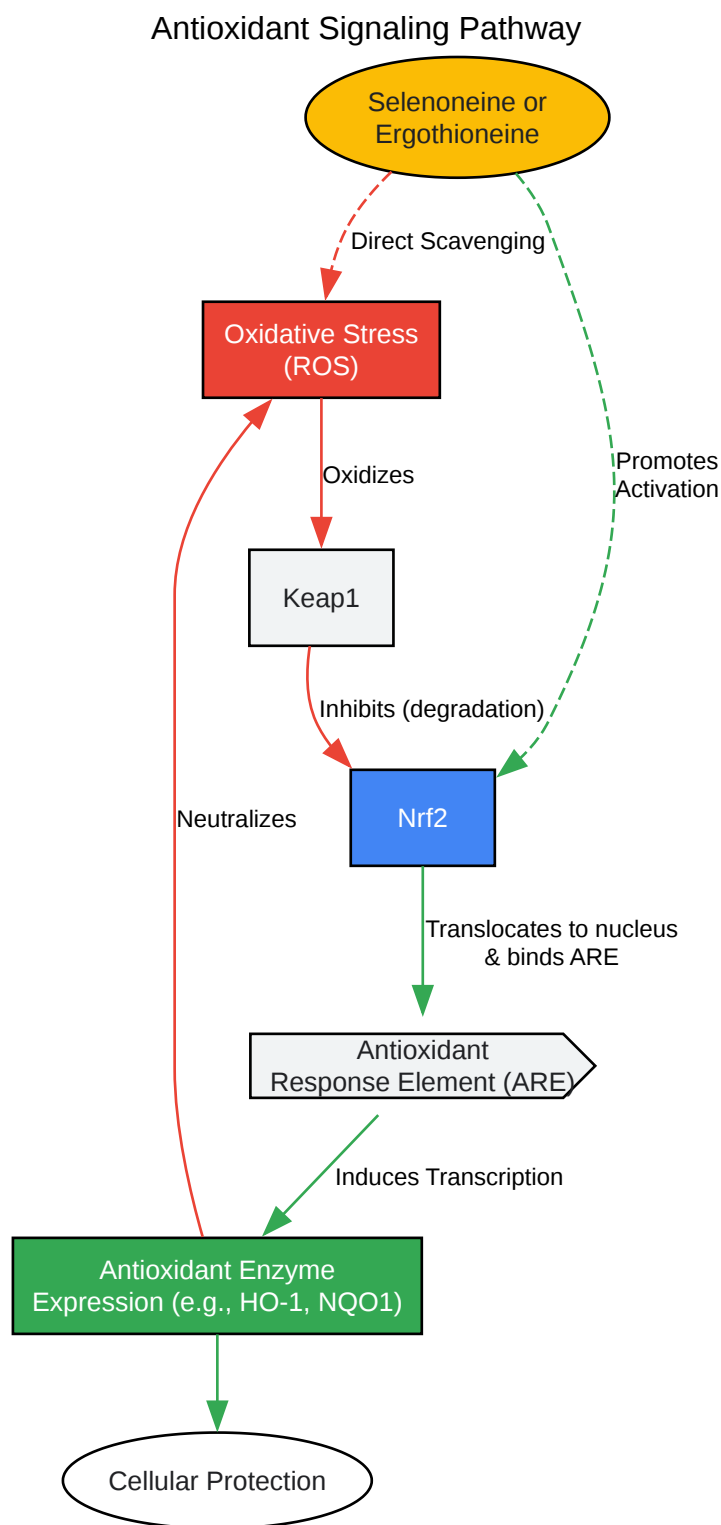 Antioxidant Signaling Pathway
Selenoneine or
Ergothioneine
Direct Scavenging
Oxidative Stress
(ROS)
Promotes
Activation
Oxidizes
Keap1
Inhibits (degradation)
Nrf2
Neutralizes
Translocates to nucleus
& binds ARE
Antioxidant
Response Element (ARE)
Induces Transcription
Antioxidant Enzyme
Expression (e.g., HO-1, NQO1)
Cellular Protection